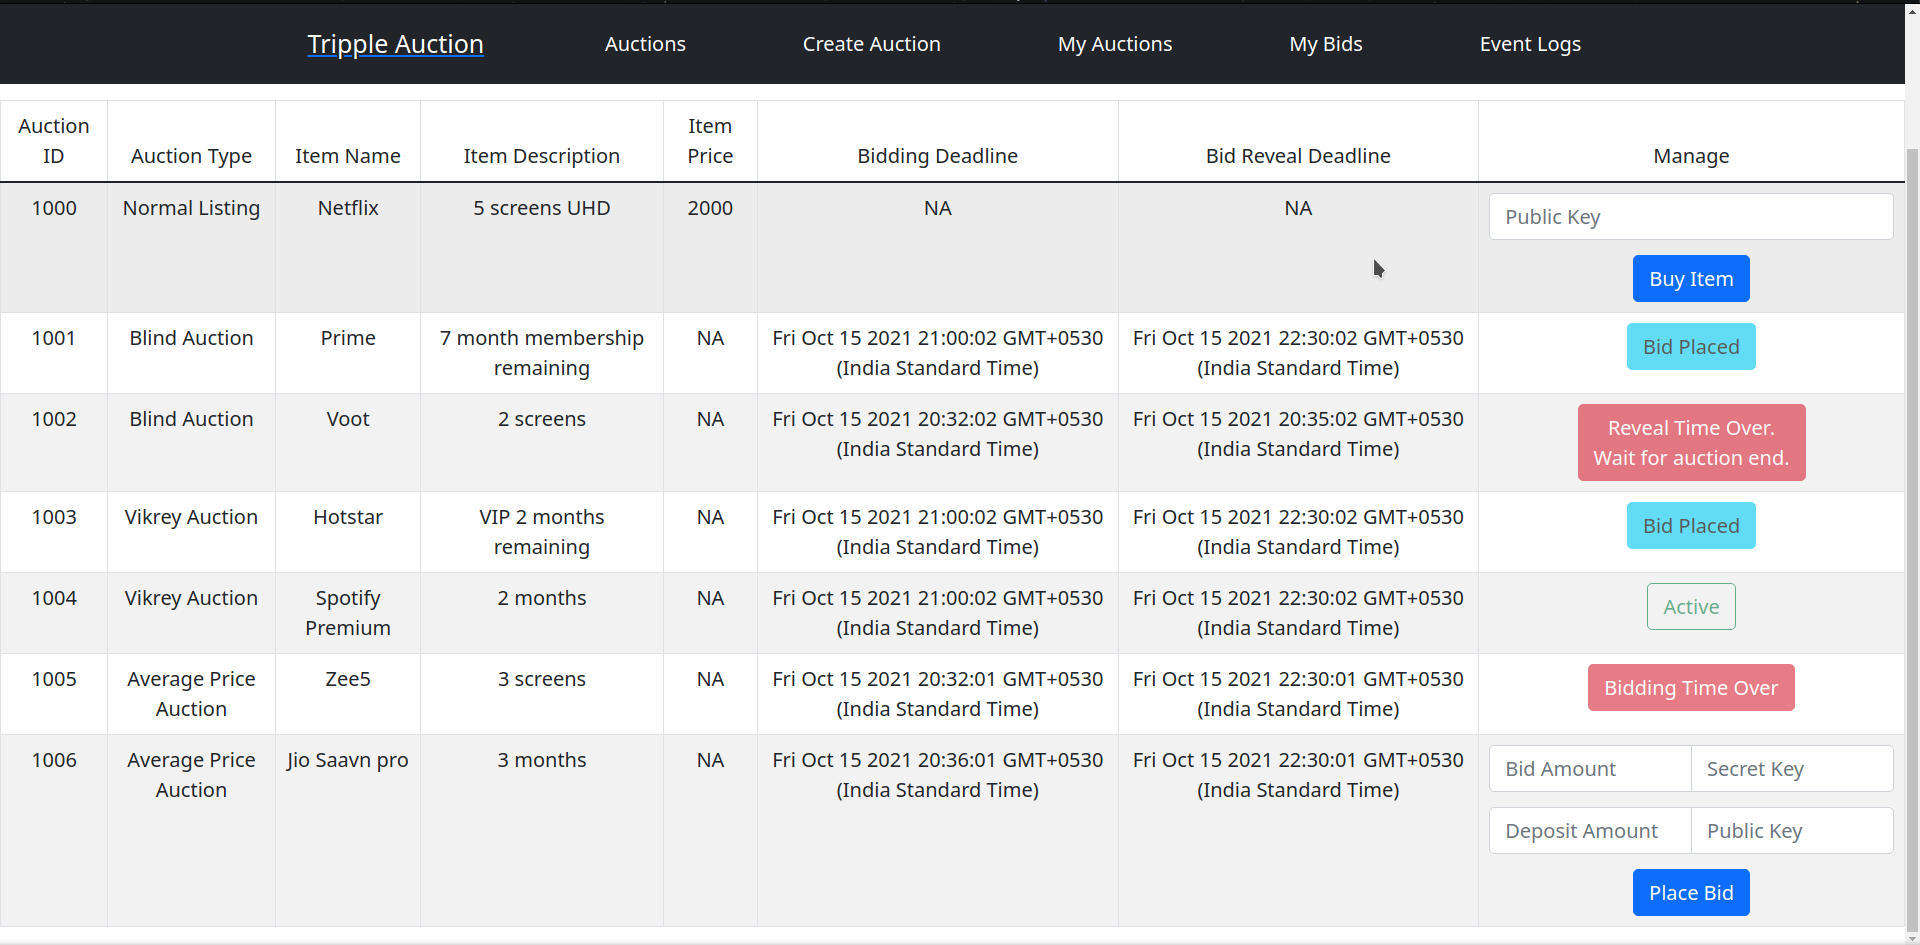 Tripple Auction Auctions Create Auction My Auctions My Bids Event Logs
Auction ID Auction Type Item Name Item Description Item Price Bidding Deadline Bid Reveal Deadline Manage
1000 Normal Listing Netflix 5 screens UHD 2000 NA NA Public Key
Buy Item
1001 Blind Auction Prime 7 month membership NA Fri Oct 15 2021 21:00:02 GMT+0530 Fri Oct 15 2021 22:30:02 GMT+0530 Bid Placed
remaining (India Standard Time) (India Standard Time)
1002 Blind Auction Voot 2 screens NA Fri Oct 15 2021 20:32:02 GMT+0530 Fri Oct 15 2021 20:35:02 GMT+0530 Reveal Time Over.
(India Standard Time) (India Standard Time) Wait for auction end.
1003 Vikrey Auction Hotstar VIP 2 months NA Fri Oct 15 2021 21:00:02 GMT+0530 Fri Oct 15 2021 22:30:02 GMT+0530 Bid Placed
remaining (India Standard Time) (India Standard Time)
1004 Vikrey Auction Spotify 2 months NA Fri Oct 15 2021 21:00:02 GMT+0530 Fri Oct 15 2021 22:30:02 GMT+0530 Active
Premium (India Standard Time) (India Standard Time)
1005 Average Price Zee5 3 screens NA Fri Oct 15 2021 20:32:01 GMT+0530 Fri Oct 15 2021 22:30:01 GMT+0530 Bidding Time Over
Auction (India Standard Time) (India Standard Time)
1006 Average Price Jio Saavn pro 3 months NA Fri Oct 15 2021 20:36:01 GMT+0530 Fri Oct 15 2021 22:30:01 GMT+0530 Bid Amount Secret Key
Auction (India Standard Time) (India Standard Time)
Deposit Amount Public Key
Place Bid